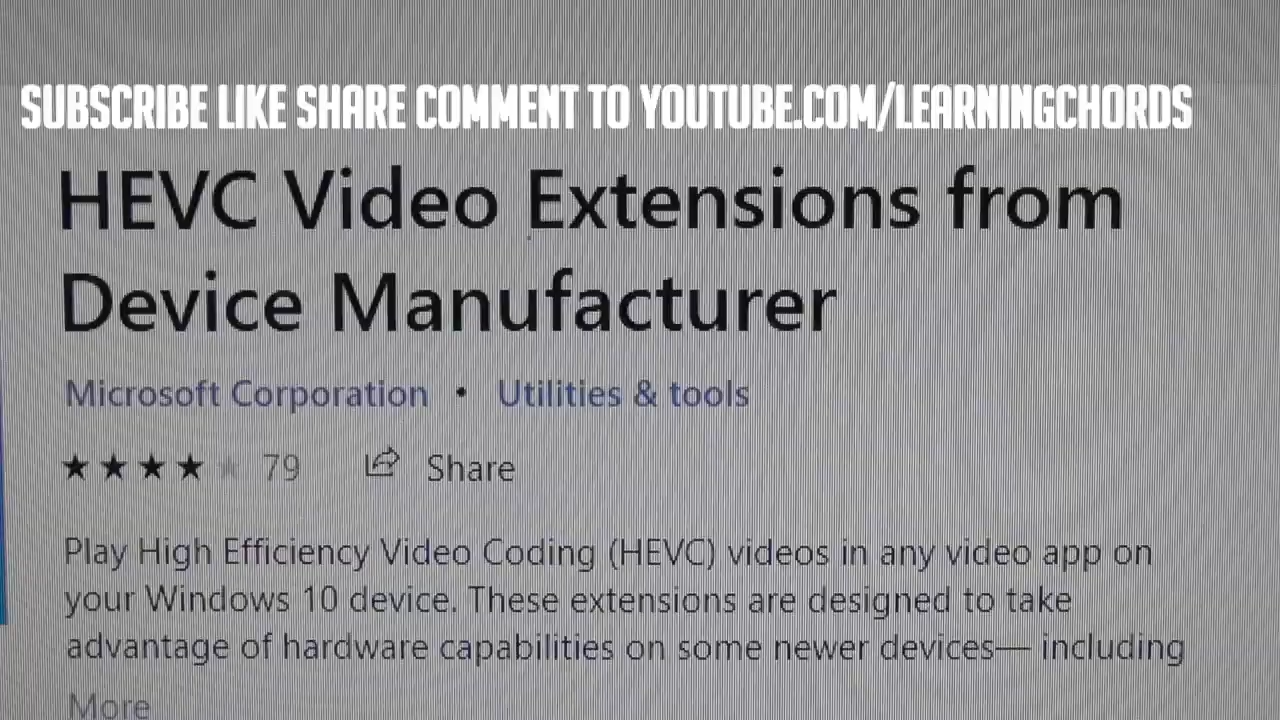 SUBSCRIBE LIKE SHARE COMMENT TO YOUTUBE.COM/LEARNINGCHORDS
HEVC Video Extensions from
Device Manufacturer
Microsoft Corporation • Utilities & tools
★★★★★ 79 Share
Play High Efficiency Video Coding (HEVC) videos in any video app on
your Windows 10 device. These extensions are designed to take
advantage of hardware capabilities on some newer devices— including
More